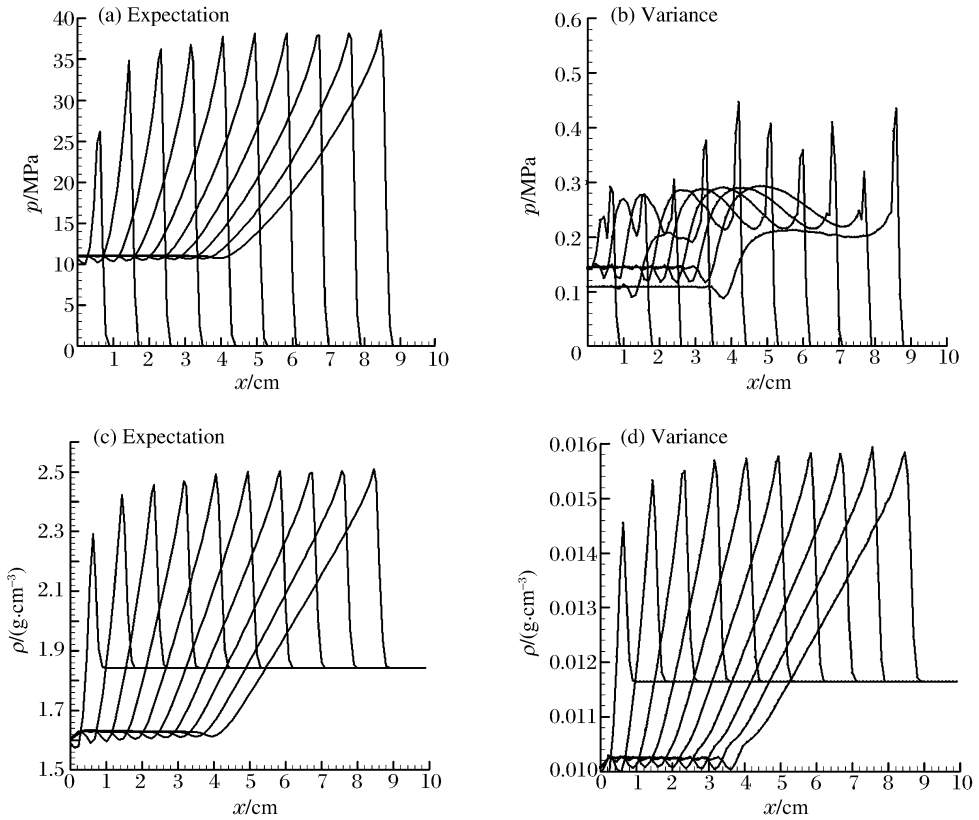 (a) Expectation
p/MPa
40
35
30
25
20
15
10
5
0
1 2 3 4 5 6 7 8 9 10
x/cm
(b) Variance
p/MPa
0.6
0.5
0.4
0.3
0.2
0.1
0
1 2 3 4 5 6 7 8 9 10
x/cm
(c) Expectation
ρ/(g·cm⁻³)
2.5
2.3
2.1
1.9
1.7
1.5
0 1 2 3 4 5 6 7 8 9 10
x/cm
(d) Variance
ρ/(g·cm⁻³)
0.016
0.015
0.014
0.013
0.012
0.011
0.010
0 1 2 3 4 5 6 7 8 9 10
x/cm